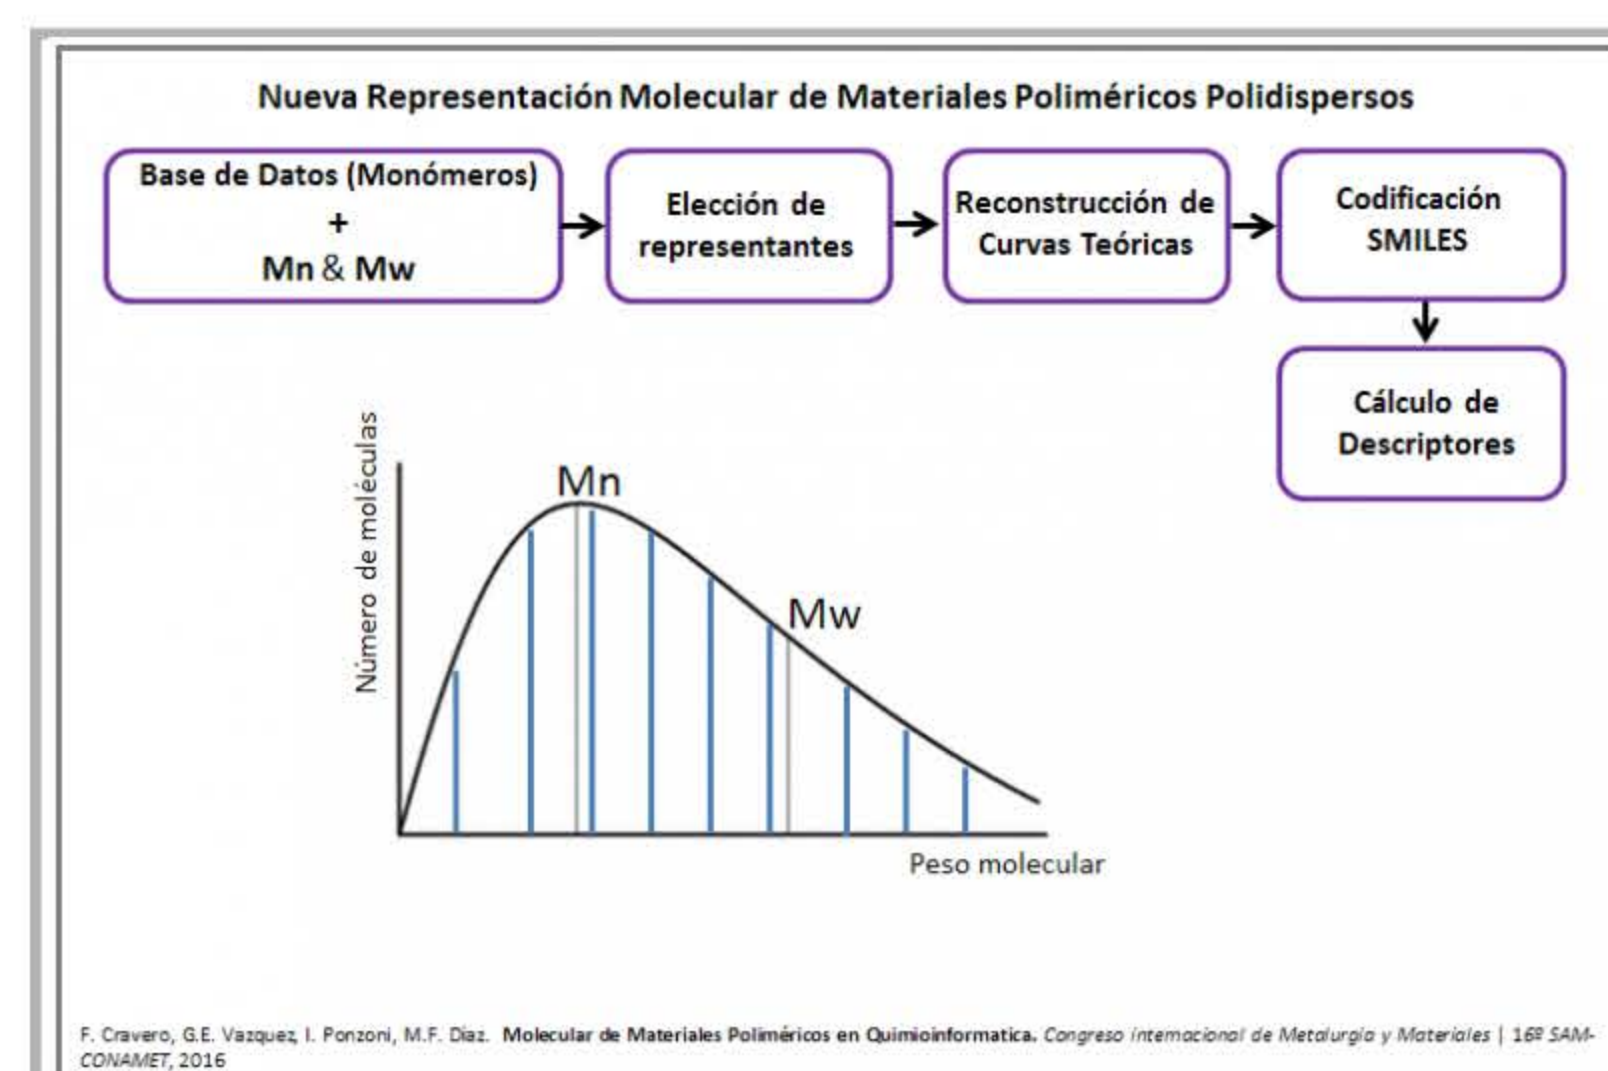 Nueva Representación Molecular de Materiales Poliméricos Polidispersos
Base de Datos (Monómeros)
+
Mn & Mw
Elección de
representantes
Reconstrucción de
Curvas Teóricas
Codificación
SMILES
Cálculo de
Descriptores
Número de moléculas
Mn
Mw
Peso molecular
F. Cravero, G.E. Vazquez, I. Ponzoni, M.F. Diaz. Molecular de Materiales Poliméricos en Quimioinformatica. Congreso internacional de Metalurgia y Materiales | 16º SAM-
CONAMET, 2016